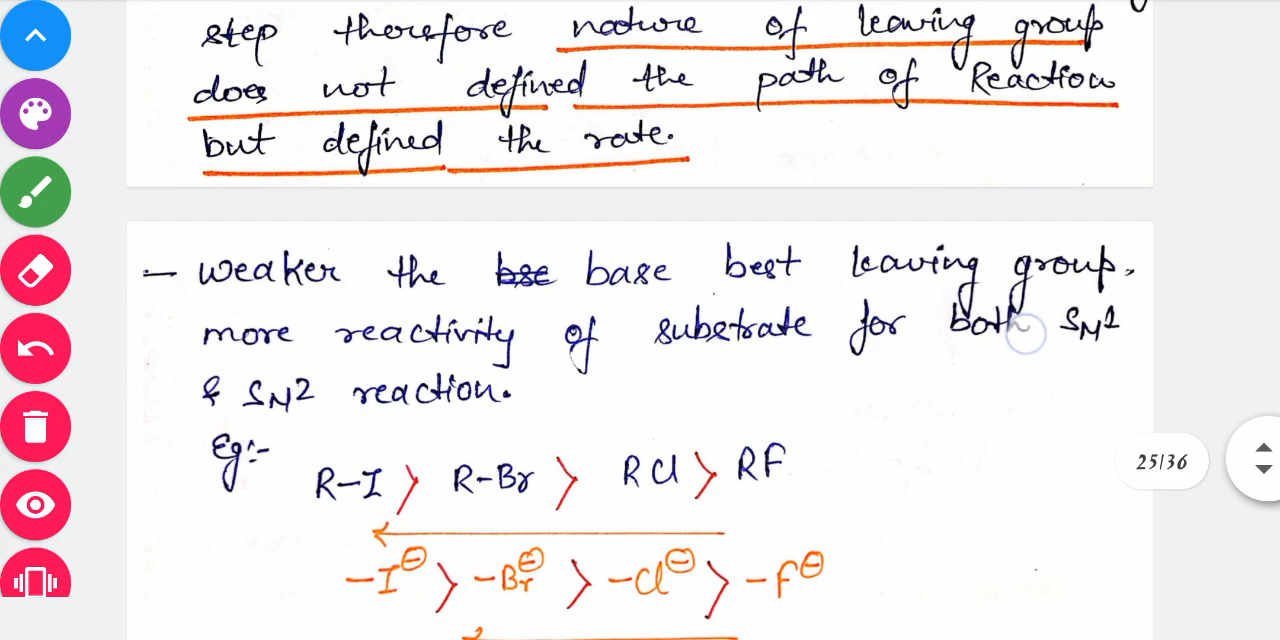 step therefore nature of leaving group
does not defined the path of Reaction
but defined the rate.
- weaker the bse base best leaving group,
more reactivity of substrate for both SN1
& SN2 reaction.
Eg:-
R-I > R-Br > RCl > RF
-I⊖ > -Br⊖ > -Cl⊖ > -F⊖
25/36